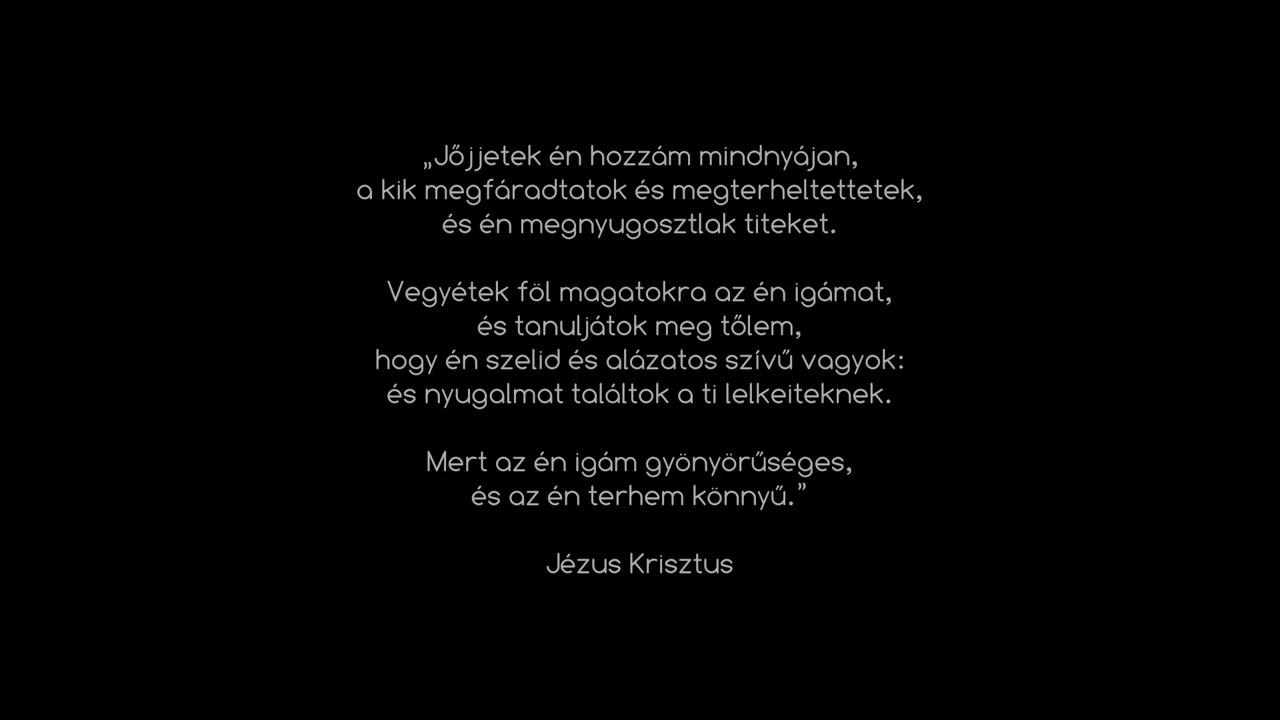 „Jőjjetek én hozzám mindnyájan,
a kik megfáradtatok és megterheltettetek,
és én megnyugosztlak titeket.
Vegyétek föl magatokra az én igámat,
és tanuljátok meg tőlem,
hogy én szelid és alázatos szívű vagyok:
és nyugalmat találtok a ti lelkeiteknek.
Mert az én igám gyönyörűséges,
és az én terhem könnyű.”
Jézus Krisztus